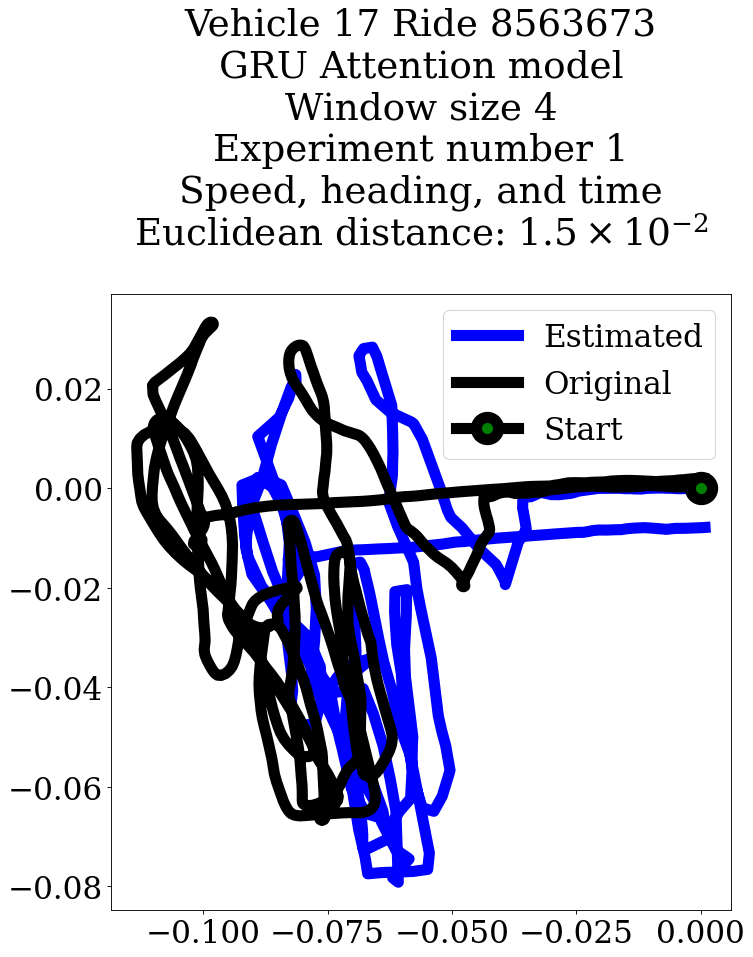 Vehicle 17 Ride 8563673
GRU Attention model
Window size 4
Experiment number 1
Speed, heading, and time
Euclidean distance: 1.5 × 10⁻²
Estimated
Original
Start
0.02
0.00
−0.02
−0.04
−0.06
−0.08
−0.100 −0.075 −0.050 −0.025 0.000